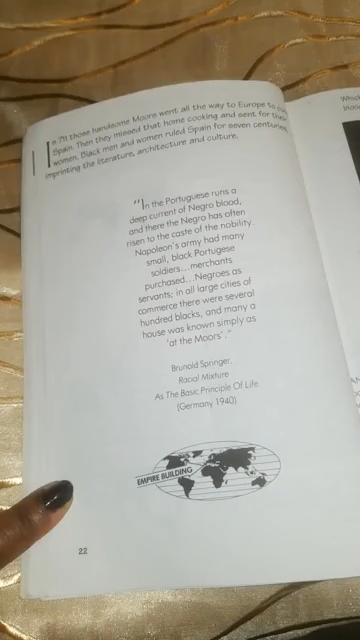 In 711 those handsome Moors went all the way to Europe to
Spain. Then they missed that home cooking and sent for their
women. Black men and women ruled Spain for seven centuries
imprinting the literature, architecture and culture.
"In the Portuguese runs a
deep current of Negro blood,
and there the Negro has often
risen to the caste of the nobility.
Napoleon's army had many
small, black Portugese
soldiers...merchants
purchased...Negroes as
servants; in all large cities of
commerce there were several
hundred blacks, and many a
house was known simply as
'at the Moors'."
Brunold Springer,
Racial Mixture
As The Basic Principle Of Life
(Germany 1940)
EMPIRE BUILDING
22
Which